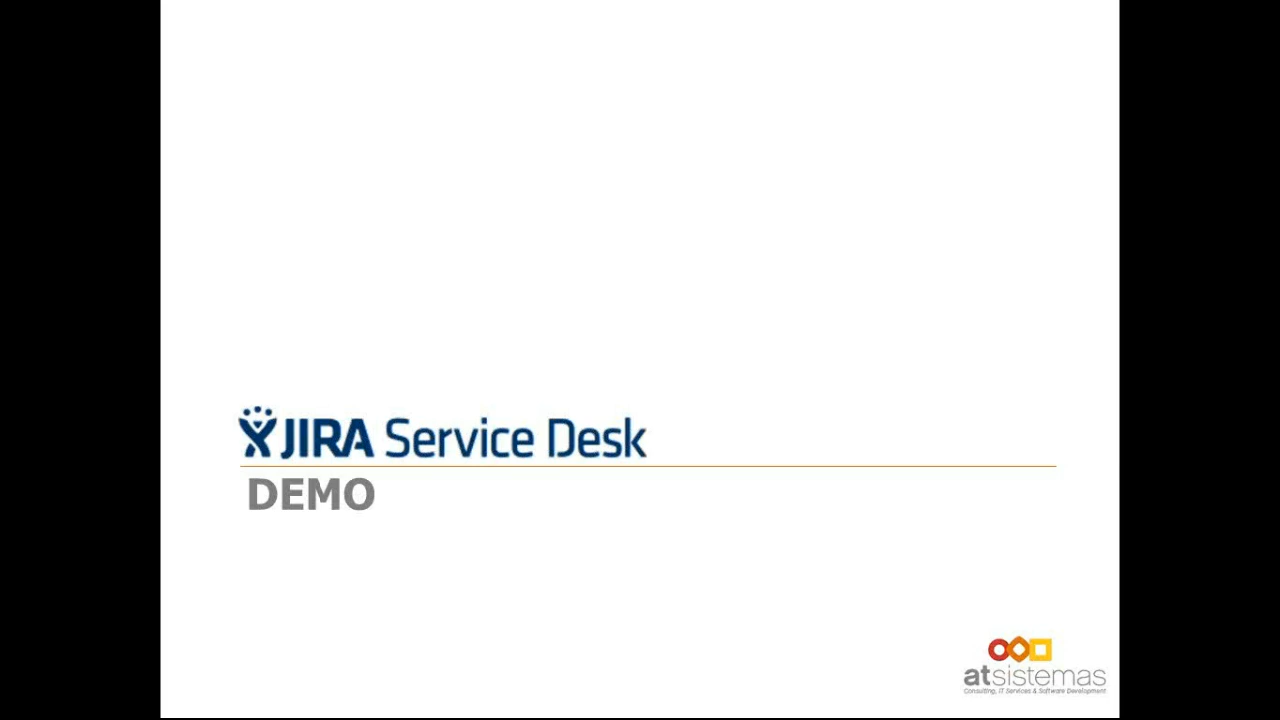 JIRA Service Desk
DEMO
atsistemas
Consulting, IT Services & Software Development